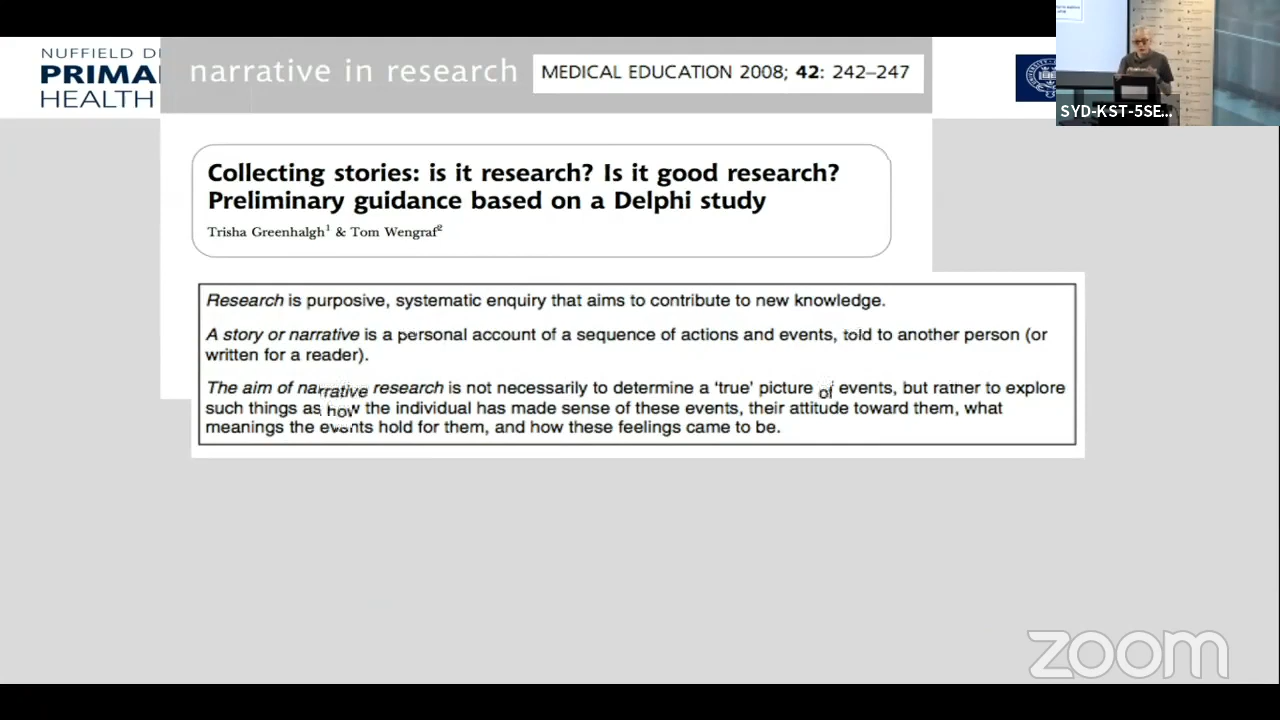 NUFFIELD D
PRIMA
HEALTH
narrative in research
MEDICAL EDUCATION 2008; 42: 242–247
SYD-KST-5SE...
Collecting stories: is it research? Is it good research?
Preliminary guidance based on a Delphi study
Trisha Greenhalgh¹ & Tom Wengraf²
Research is purposive, systematic enquiry that aims to contribute to new knowledge.
A story or narrative is a personal account of a sequence of actions and events, told to another person (or
written for a reader).
The aim of narrative research is not necessarily to determine a ‘true’ picture of events, but rather to explore
such things as how the individual has made sense of these events, their attitude toward them, what
meanings the events hold for them, and how these feelings came to be.
zoom